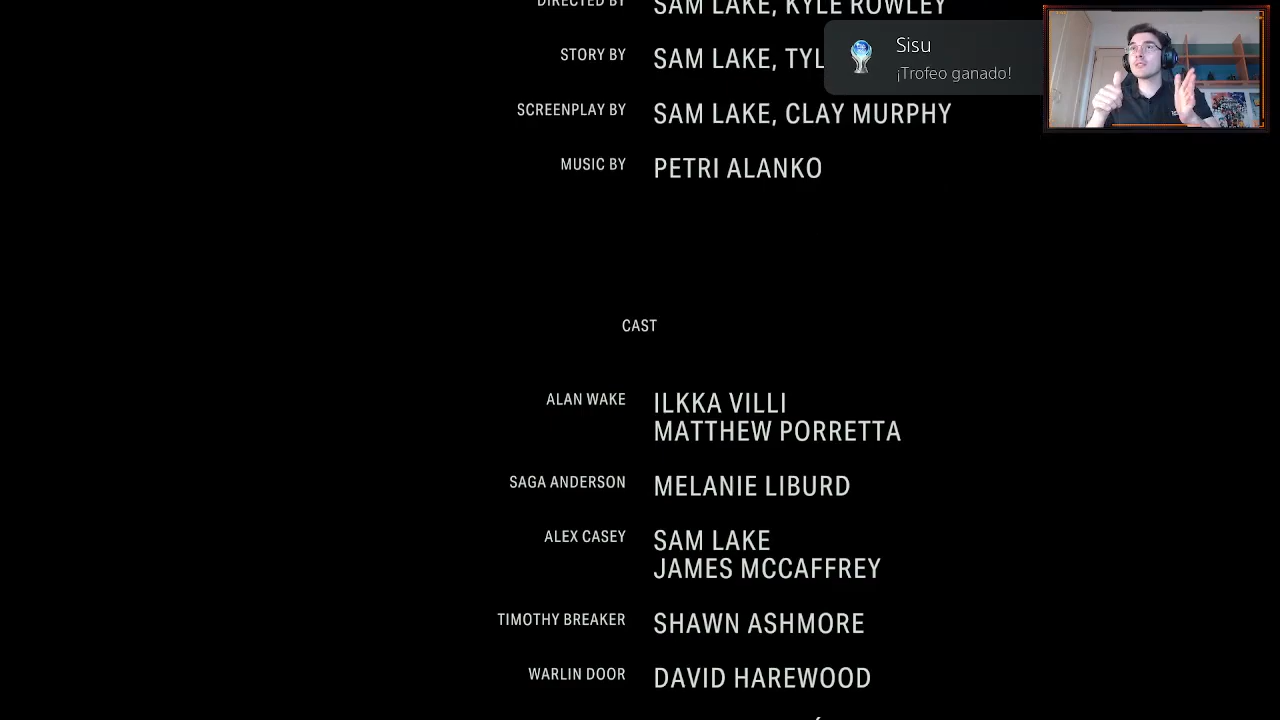 DIRECTED BY SAM LAKE, KYLE ROWLEY
Sisu
¡Trofeo ganado!
STORY BY SAM LAKE, TYL
SCREENPLAY BY SAM LAKE, CLAY MURPHY
MUSIC BY PETRI ALANKO
CAST
ALAN WAKE ILKKA VILLI
MATTHEW PORRETTA
SAGA ANDERSON MELANIE LIBURD
ALEX CASEY SAM LAKE
JAMES MCCAFFREY
TIMOTHY BREAKER SHAWN ASHMORE
WARLIN DOOR DAVID HAREWOOD